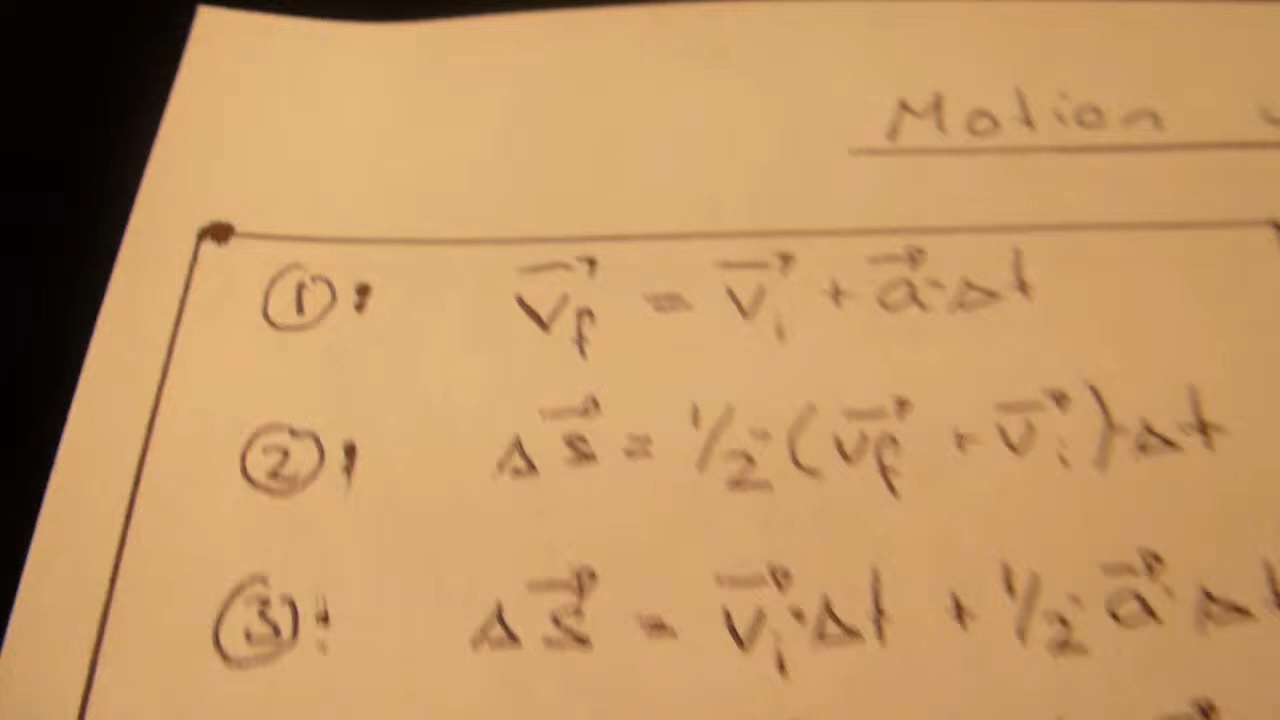 Motion
①: v⃗f = v⃗i + a⃗·Δt
②: Δs⃗ = 1/2·(v⃗f + v⃗i)·Δt
③: Δs⃗ = v⃗i·Δt + 1/2·a⃗·Δt